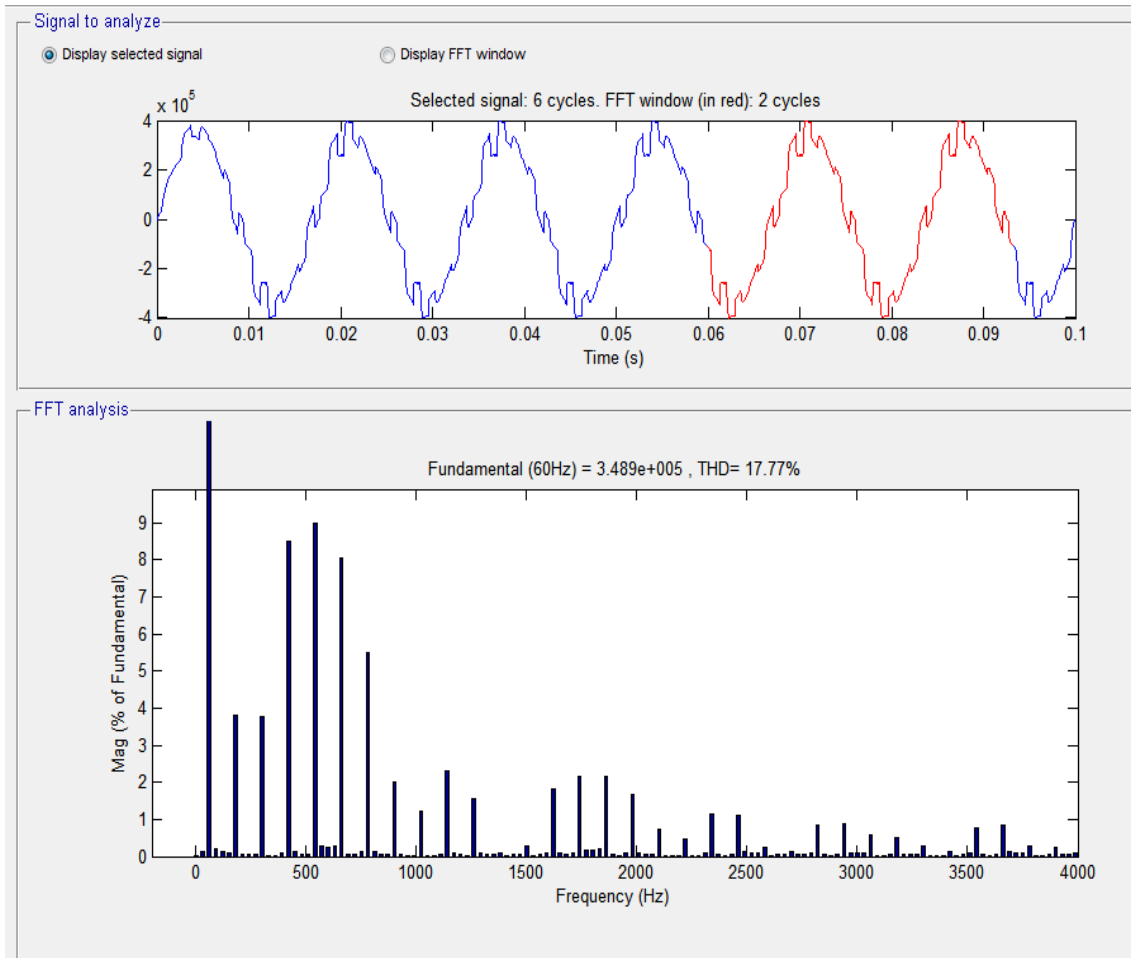 Signal to analyze
Display selected signal
Display FFT window
x 10^5
Selected signal: 6 cycles. FFT window (in red): 2 cycles
4
2
0
-2
-4
0 0.01 0.02 0.03 0.04 0.05 0.06 0.07 0.08 0.09 0.1
Time (s)
FFT analysis
Fundamental (60Hz) = 3.489e+005 , THD= 17.77%
Mag (% of Fundamental)
9
8
7
6
5
4
3
2
1
0
0 500 1000 1500 2000 2500 3000 3500 4000
Frequency (Hz)